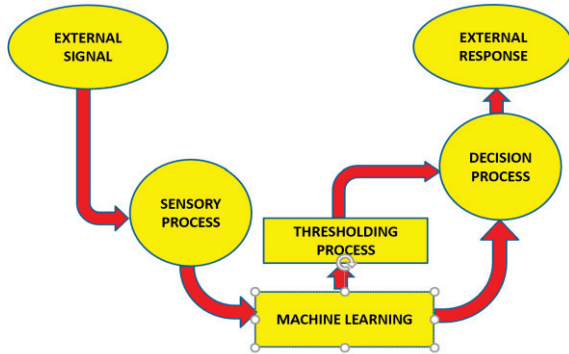 EXTERNAL
SIGNAL
EXTERNAL
RESPONSE
SENSORY
PROCESS
DECISION
PROCESS
THRESHOLDING
PROCESS
MACHINE LEARNING